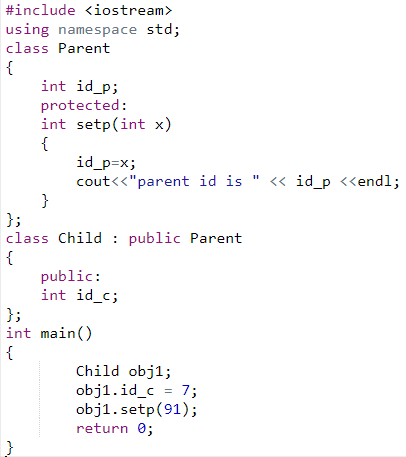 #include <iostream>
using namespace std;
class Parent
{
    int id_p;
    protected:
    int setp(int x)
    {
        id_p=x;
        cout<<"parent id is " << id_p <<endl;
    }
};
class Child : public Parent
{
    public:
    int id_c;
};
int main()
{
        Child obj1;
        obj1.id_c = 7;
        obj1.setp(91);
        return 0;
}